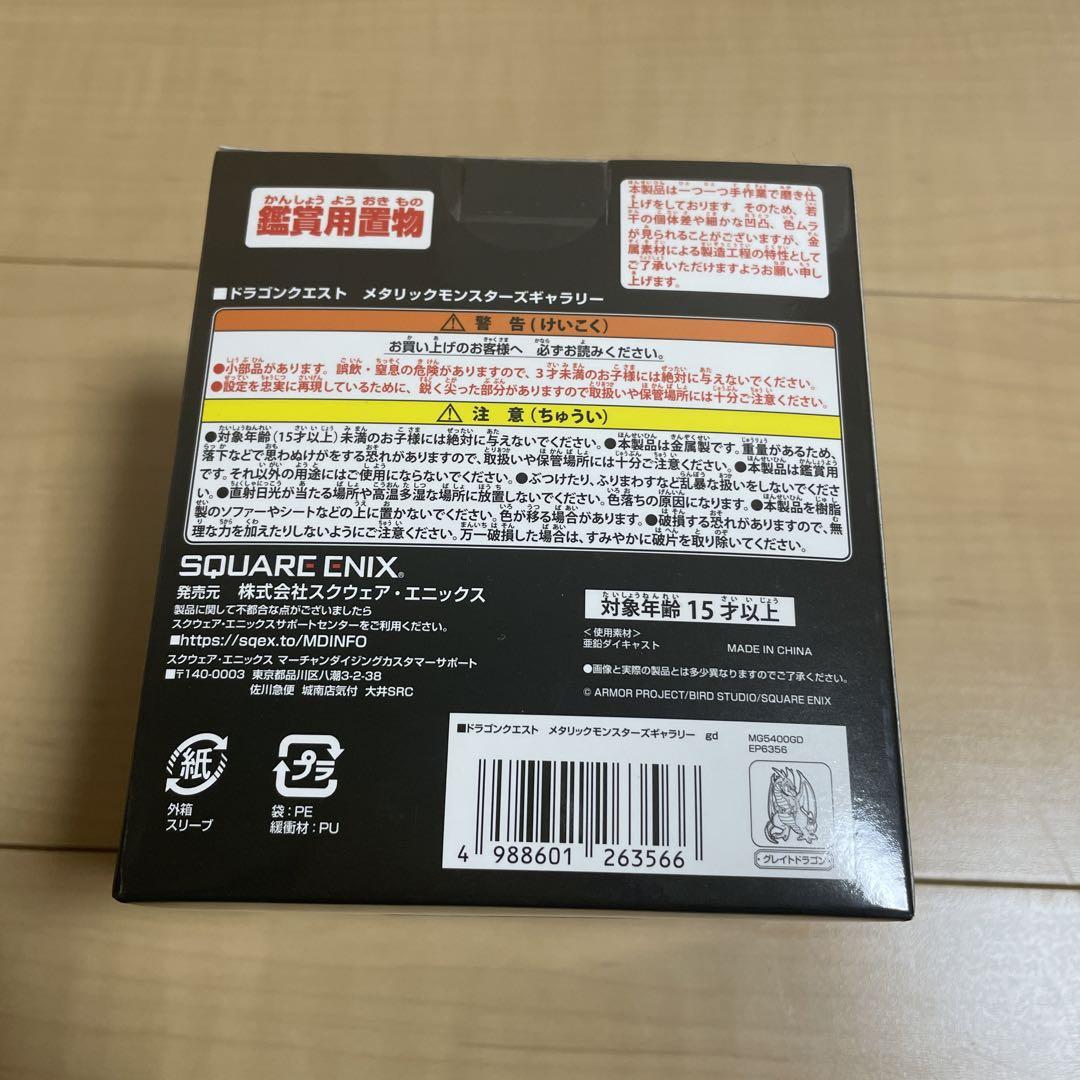 かんしょう よう おき もの
鑑賞用置物
本製品は一つ一つ手作業で磨き仕
上げをしております。そのため、若
干の個体差や細かな凹凸、色ムラ
が見られることがございますが、金
属素材による製造工程の特性として
ご了承いただけますようお願い申し
上げます。
■ドラゴンクエスト メタリックモンスターズギャラリー
⚠ 警 告(けいこく)
お買い上げのお客様へ 必ずお読みください。
●小部品があります。誤飲・窒息の危険がありますので、3才未満のお子様には絶対に与えないでください。
●設定を忠実に再現しているために、鋭く尖った部分がありますので取扱いや保管場所には十分ご注意ください。
⚠ 注 意(ちゅうい)
●対象年齢(15才以上)未満のお子様には絶対に与えないでください。●本製品は金属製です。重量があるため、
落下などで思わぬけがをする恐れがありますので、取扱いや保管場所には十分ご注意ください。●本製品は鑑賞用
です。それ以外の用途にはご使用にならないでください。●ぶつけたり、ふりまわすなど乱暴な扱いをしないでくださ
い。●直射日光が当たる場所や高温多湿な場所に放置しないでください。色落ちの原因になります。●本製品を樹脂
製のソファーやシートなどの上に置かないでください。色が移る場合があります。●破損する恐れがありますので、無
理な力を加えたりしないようにご注意ください。万一破損した場合は、すみやかに破片を取り除いてください。
SQUARE ENIX®
発売元 株式会社スクウェア・エニックス
製品に関して不都合な点がございましたら
スクウェア・エニックスサポートセンターをご利用ください。
■https://sqex.to/MDINFO
スクウェア・エニックス マーチャンダイジングカスタマーサポート
■〒140-0003 東京都品川区八潮3-2-38
佐川急便 城南店気付 大井SRC
たいしょうねんれい さい いじょう
対象年齢 15才以上
<使用素材>
亜鉛ダイキャスト
MADE IN CHINA
●画像と実際の製品とは多少異なりますのでご了承ください。
© ARMOR PROJECT/BIRD STUDIO/SQUARE ENIX
紙
外箱
スリーブ
プラ
袋:PE
緩衝材:PU
■ドラゴンクエスト メタリックモンスターズギャラリー gd
MG5400GD
EP6356
4 988601 263566
・グレイトドラゴン・